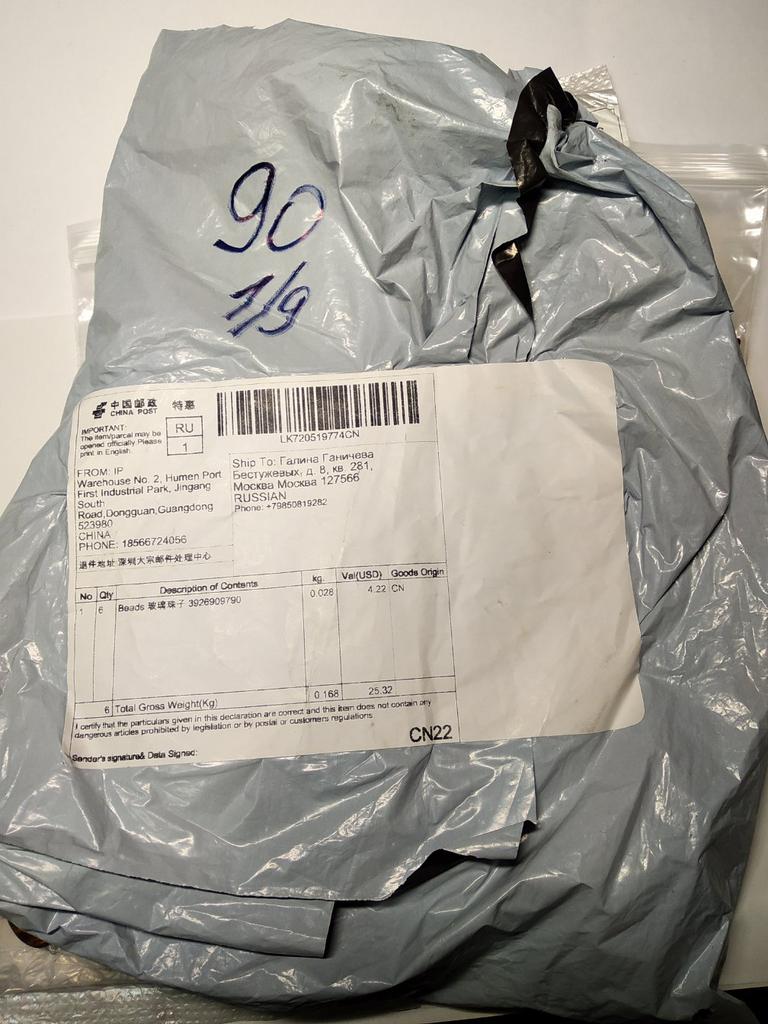 90
1/9
中国邮政 特惠
CHINA POST
IMPORTANT:
The item/parcel may be
opened officially Please
print in English
RU
1
LK720519774CN
FROM: IP
Warehouse No. 2, Humen Port
First Industrial Park, Jingang
South
Road,Dongguan,Guangdong
523980
CHINA
PHONE: 18566724056
退件地址 深圳大宗邮件处理中心
Ship To: Галина Ганичева
Бестужевых, д. 8, кв. 281,
Москва Москва 127566
RUSSIAN
Phone: +79850819282
No Qty Description of Contents kg. Val(USD) Goods Origin
1 6 Beads 玻璃珠子 3926909790 0.028 4.22 CN
6 Total Gross Weight(Kg) 0.168 25.32
I certify that the particulars given in this declaration are correct and this item does not contain any
dangerous articles prohibited by legislation or by postal or customs regulations
Sender's signature& Data Signed:
CN22